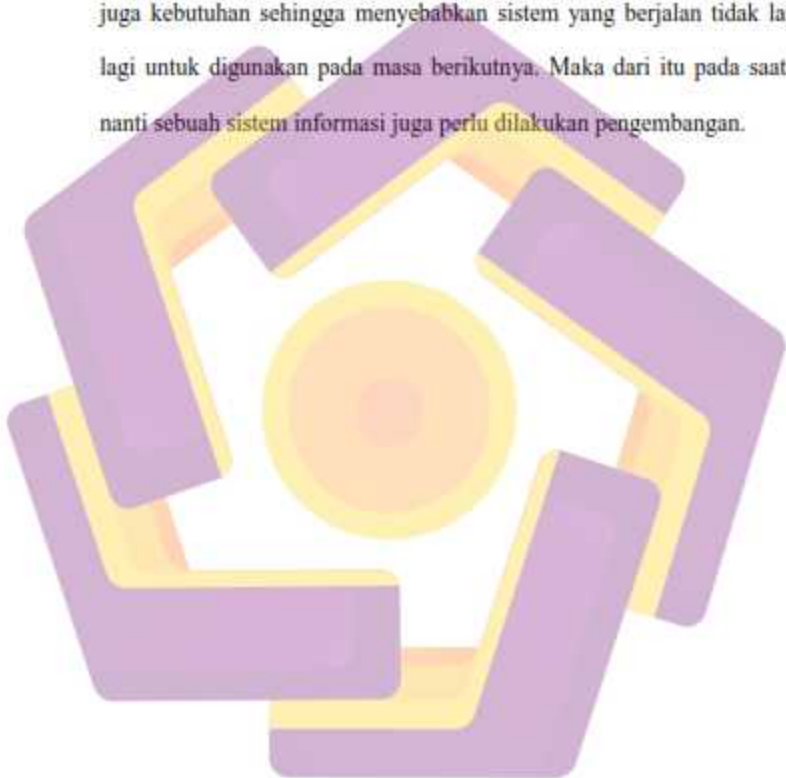 juga kebutuhan sehingga menyebabkan sistem yang berjalan tidak la
lagi untuk digunakan pada masa berikutnya. Maka dari itu pada saat
nanti sebuah sistem informasi juga perlu dilakukan pengembangan.